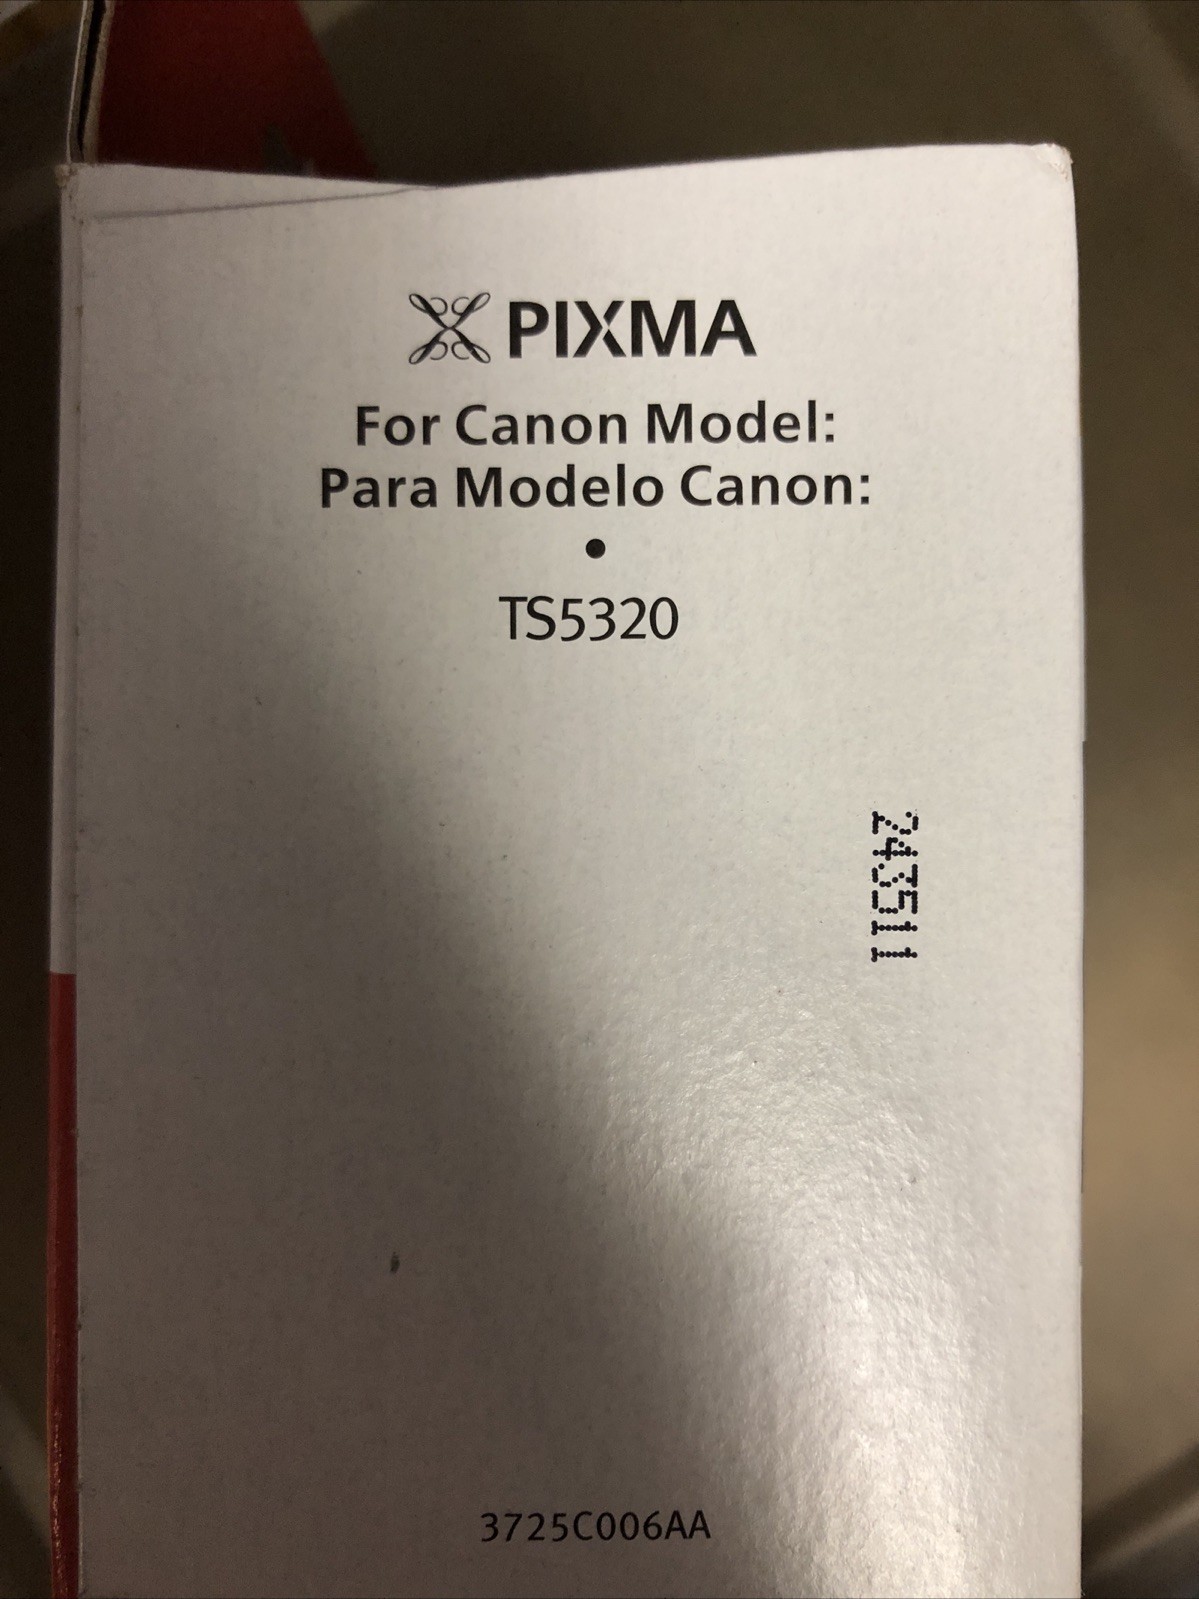 PIXMA
For Canon Model:
Para Modelo Canon:
•
TS5320
243511
3725C006AA